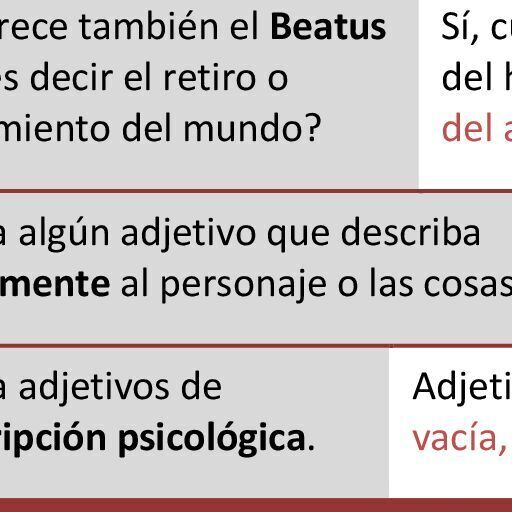 rece también el Beatus
s decir el retiro o
miento del mundo?
Sí, c
del
del a
a algún adjetivo que describa
mente al personaje o las cosas
a adjetivos de
ripción psicológica.
Adjeti
vacía,